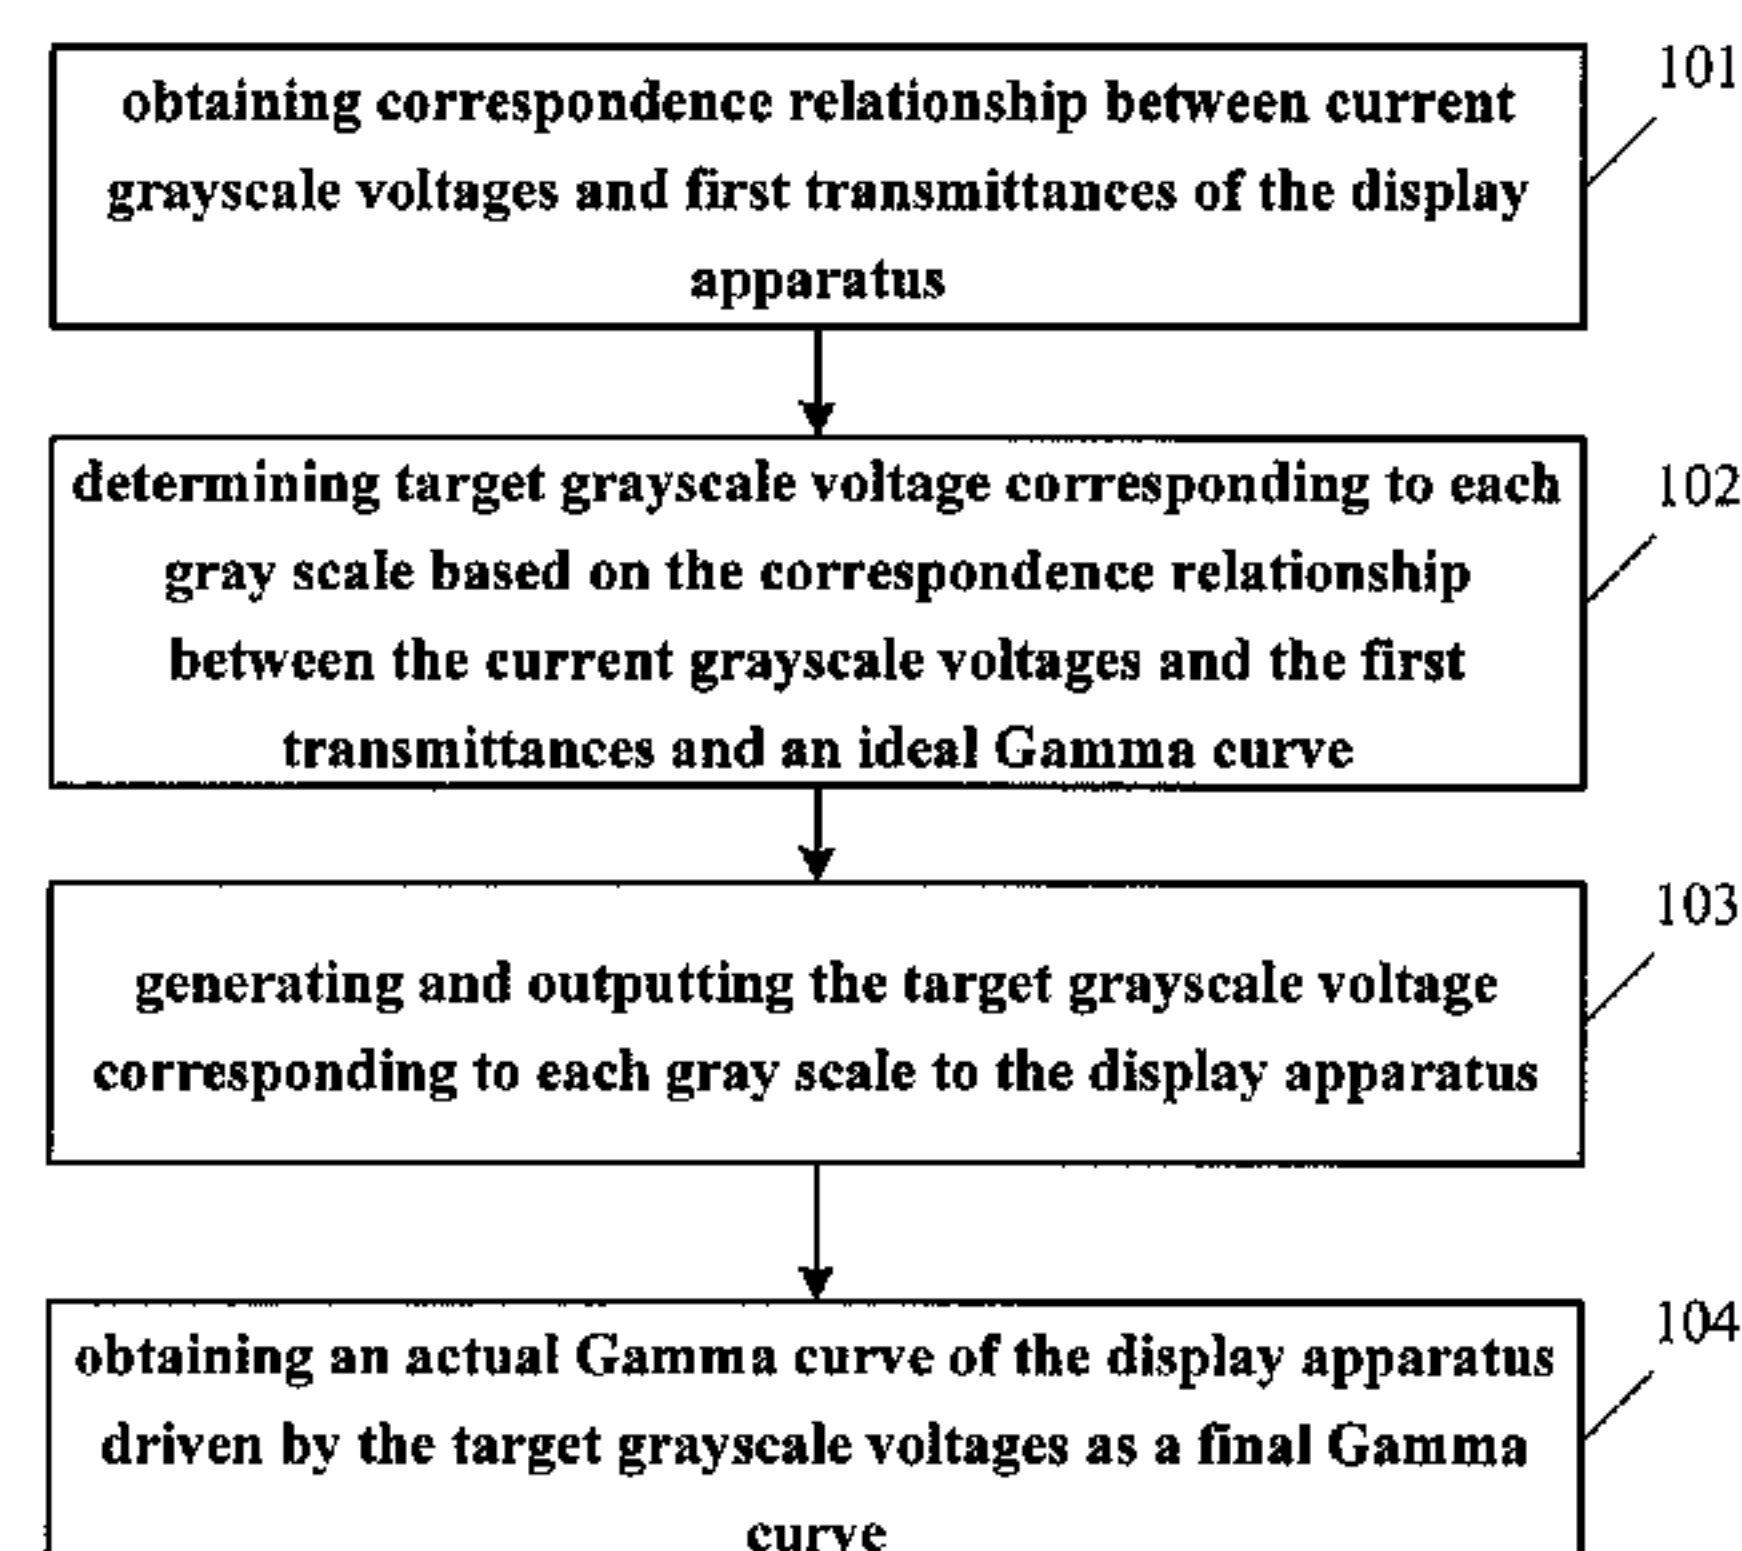 101
obtaining correspondence relationship between current
grayscale voltages and first transmittances of the display
apparatus
102
determining target grayscale voltage corresponding to each
gray scale based on the correspondence relationship
between the current grayscale voltages and the first
transmittances and an ideal Gamma curve
103
generating and outputting the target grayscale voltage
corresponding to each gray scale to the display apparatus
104
obtaining an actual Gamma curve of the display apparatus
driven by the target grayscale voltages as a final Gamma
curve